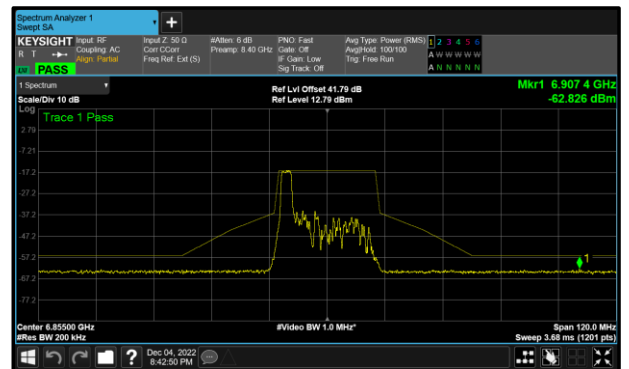 Spectrum Analyzer 1
Swept SA
+
KEYSIGHT Input: RF Input Z: 50 Ω #Atten: 6 dB PNO: Fast Avg Type: Power (RMS) 1 2 3 4 5 6
R T Coupling: AC Corr CCorr Preamp: 8.40 GHz Gate: Off Avg|Hold: 100/100 A W W W W W
Align: Partial Freq Ref: Ext (S) IF Gain: Low Trig: Free Run
PASS Sig Track: Off A N N N N N
1 Spectrum Ref Lvl Offset 41.79 dB Mkr1 6.907 4 GHz
Scale/Div 10 dB Ref Level 12.79 dBm -62.826 dBm
Log
Trace 1 Pass
2.79
-7.21
-17.2
-27.2
-37.2
-47.2
-57.2
1
-67.2
-77.2
Center 6.85500 GHz #Video BW 1.0 MHz* Span 120.0 MHz
#Res BW 200 kHz Sweep 3.68 ms (1201 pts)
? Dec 04, 2022
8:42:50 PM